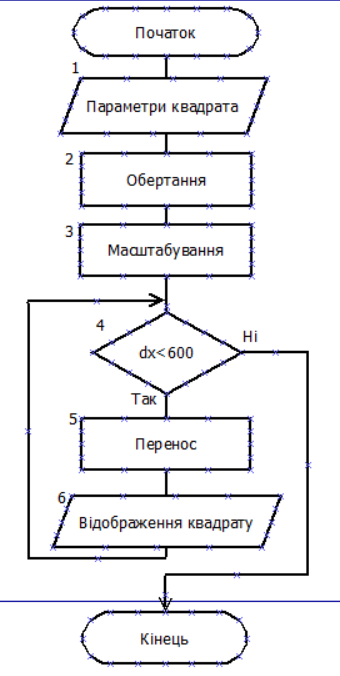 Початок
1
Параметри квадрата
2
Обертання
3
Масштабування
4
dx<600
Ні
Так
5
Перенос
6
Відображення квадрату
Кінець